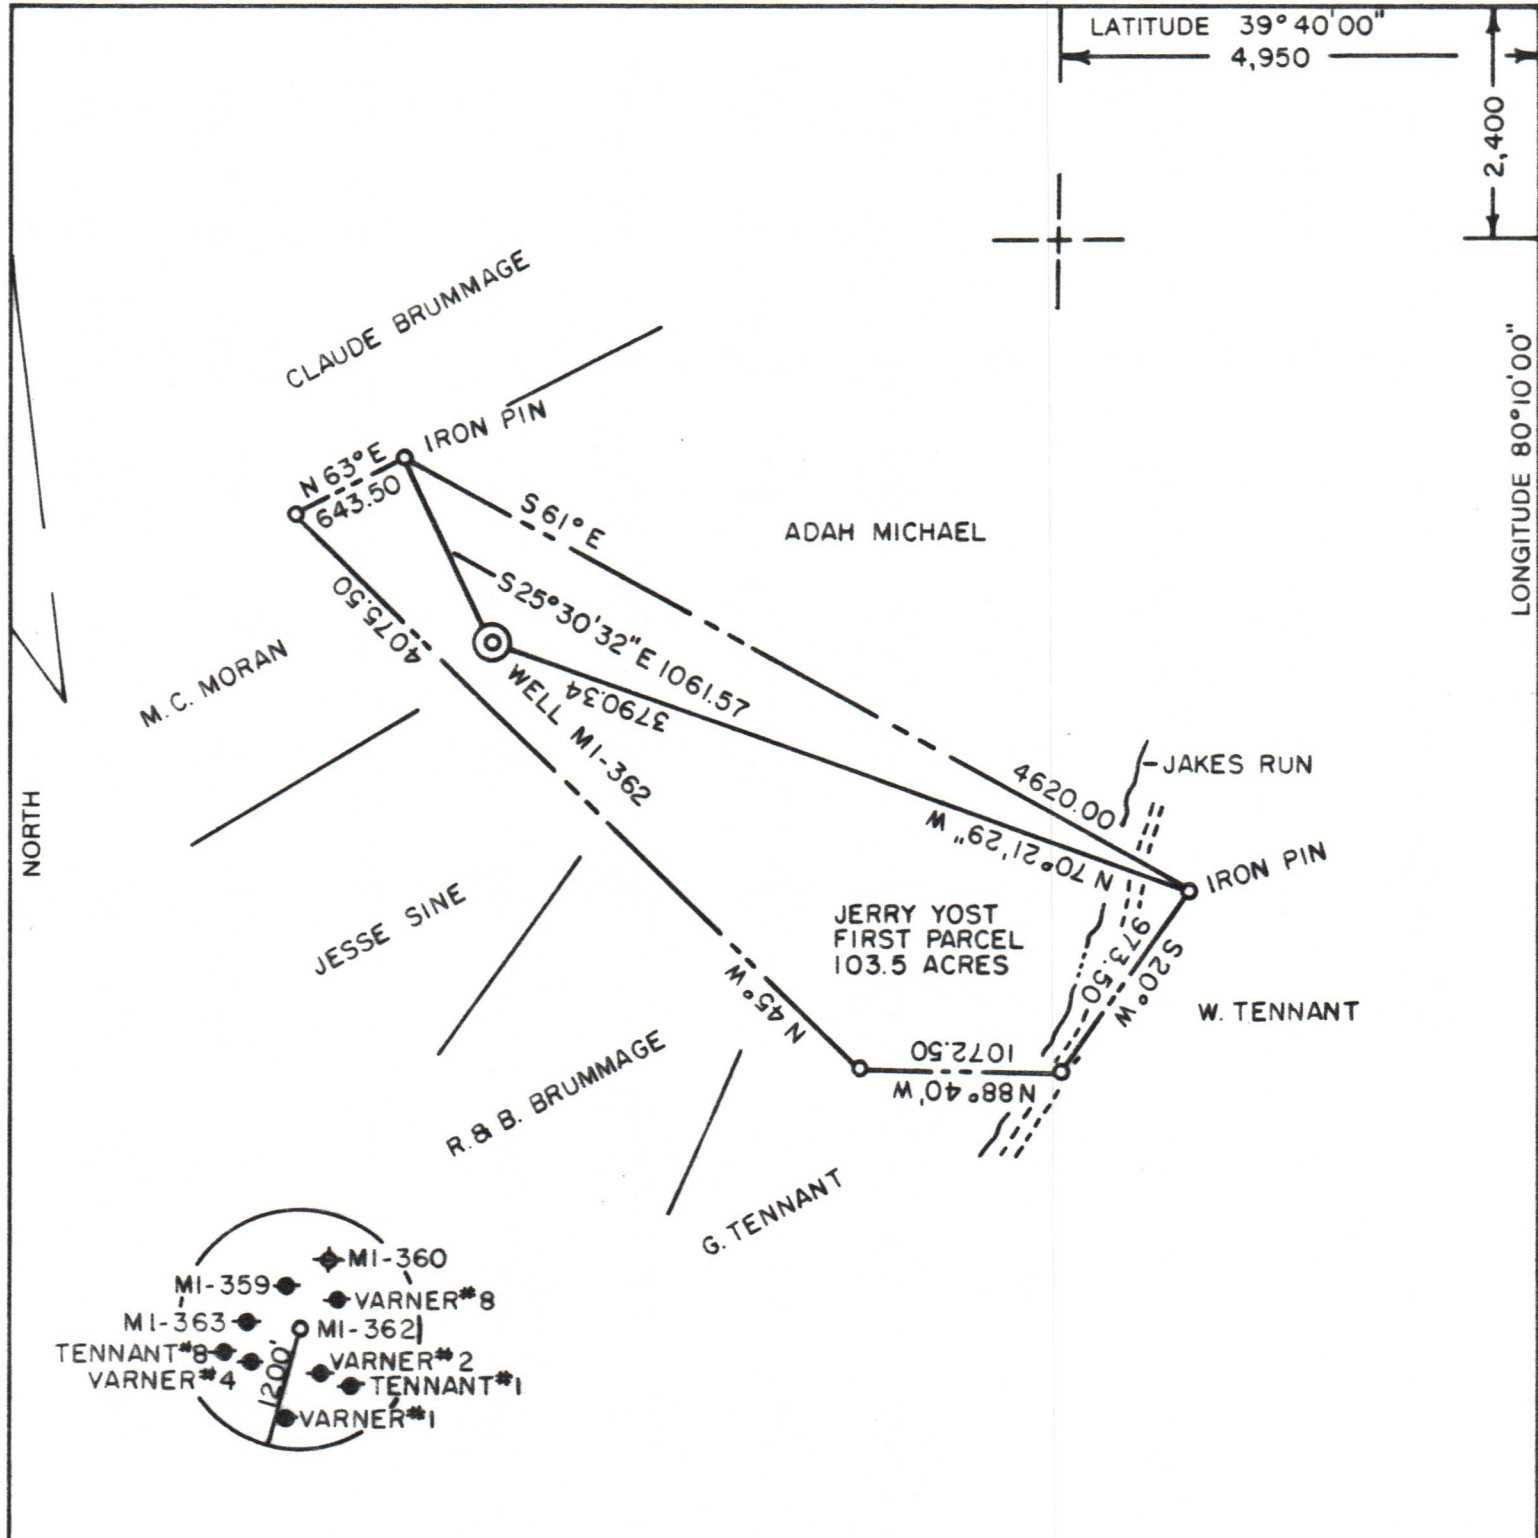 LATITUDE 39°40'00"
4,950
2,400
LONGITUDE 80°10'00"
CLAUDE BRUMMAGE
IRON PIN
N 63° E
643.50
S 61° E
ADAH MICHAEL
4075.50
S25°30'32"E 1061.57
3790.34
WELL MI-362
M. C. MORAN
4620.00
JAKES RUN
N 70°21'29" W
IRON PIN
NORTH
JESSE SINE
JERRY YOST
FIRST PARCEL
103.5 ACRES
973.50
S20°W
W. TENNANT
N 45° W
1072.50
N88°40'W
R. & B. BRUMMAGE
G. TENNANT
MI-360
MI-359
VARNER#8
MI-363
MI-362
TENNANT#8
VARNER#2
VARNER#4
1200'
TENNANT#1
VARNER#1